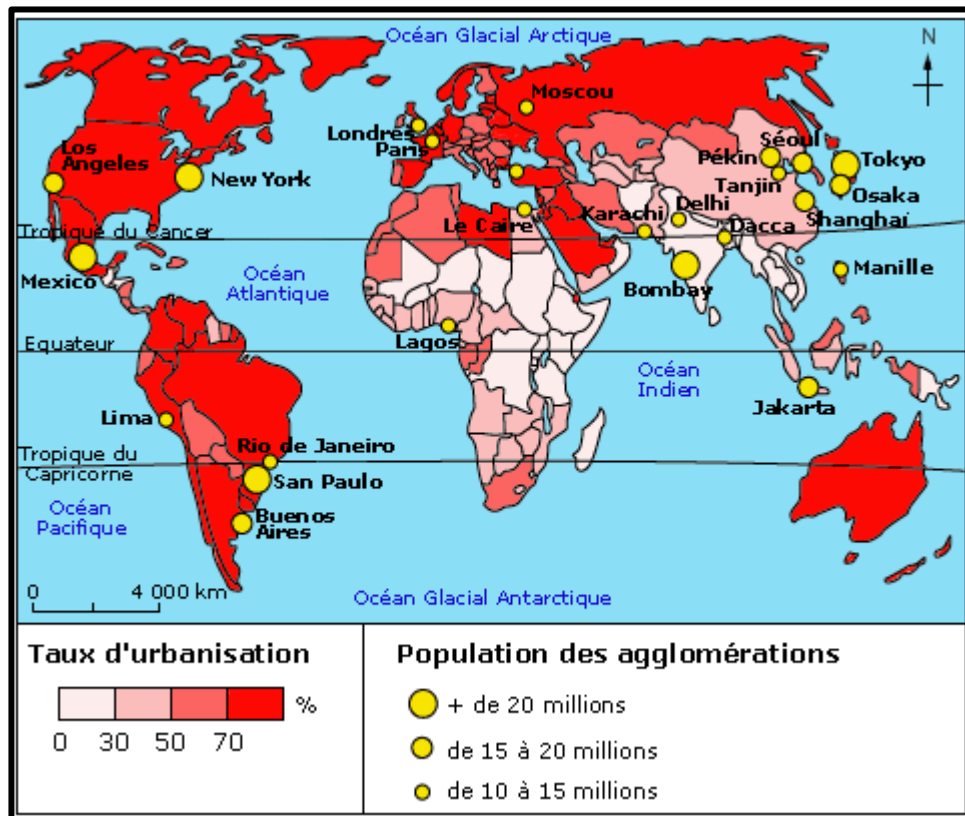 Océan Glacial Arctique
N
Moscou
Londres
Paris
Los
Angeles
New York
Séoul
Pékin
Tokyo
Tanjin
Osaka
Delhi
Karachi
Shanghaï
Le Caire
Dacca
Tropique du Cancer
Océan
Atlantique
Mexico
Bombay
Manille
Lagos
Equateur
Océan
Indien
Jakarta
Lima
Rio de Janeiro
Tropique du
Capricorne
San Paulo
Océan
Pacifique
Buenos
Aires
0 4 000 km
Océan Glacial Antarctique
Taux d'urbanisation
%
0 30 50 70
Population des agglomérations
+ de 20 millions
de 15 à 20 millions
de 10 à 15 millions